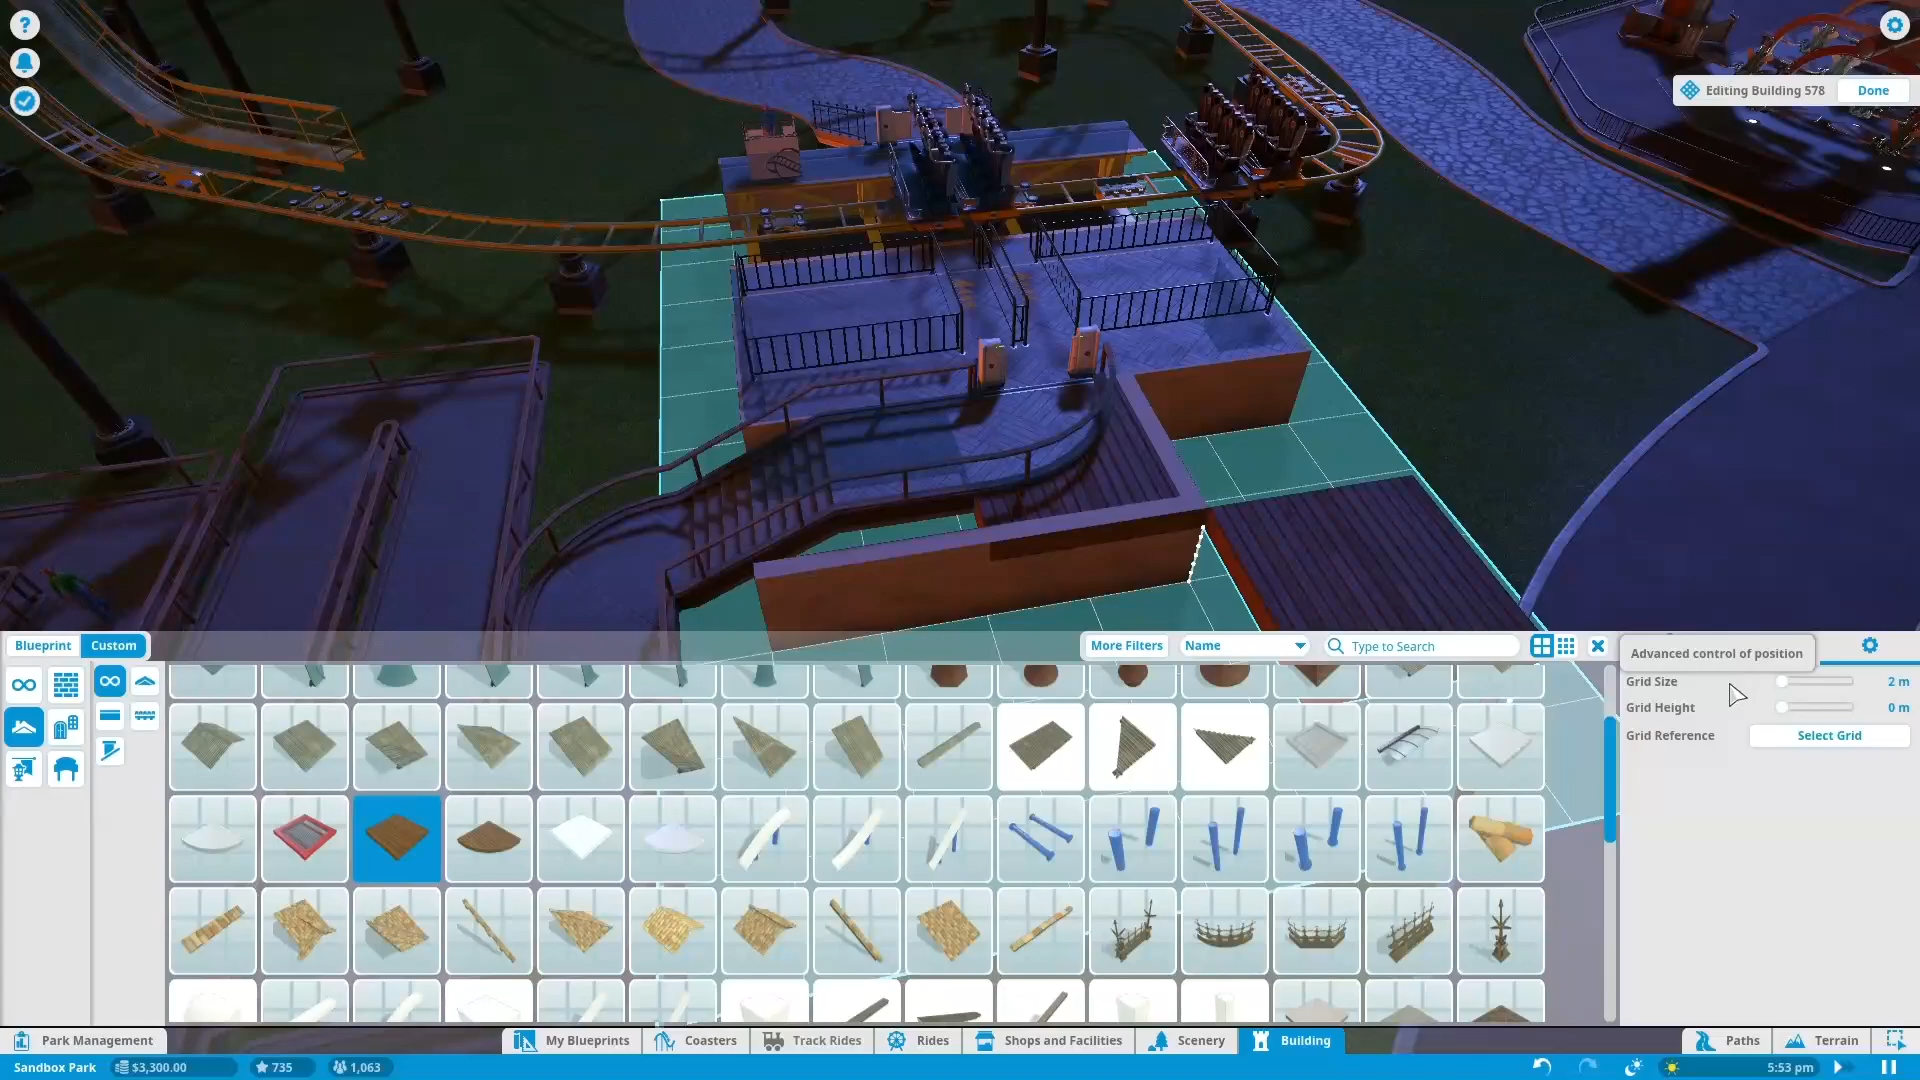 ?
Editing Building 578
Done
Blueprint
Custom
More Filters
Name
Type to Search
Advanced control of position
Grid Size
2 m
Grid Height
0 m
Grid Reference
Select Grid
Park Management
My Blueprints
Coasters
Track Rides
Rides
Shops and Facilities
Scenery
Building
Paths
Terrain
Sandbox Park
$3,300.00
735
1,063
5:53 pm